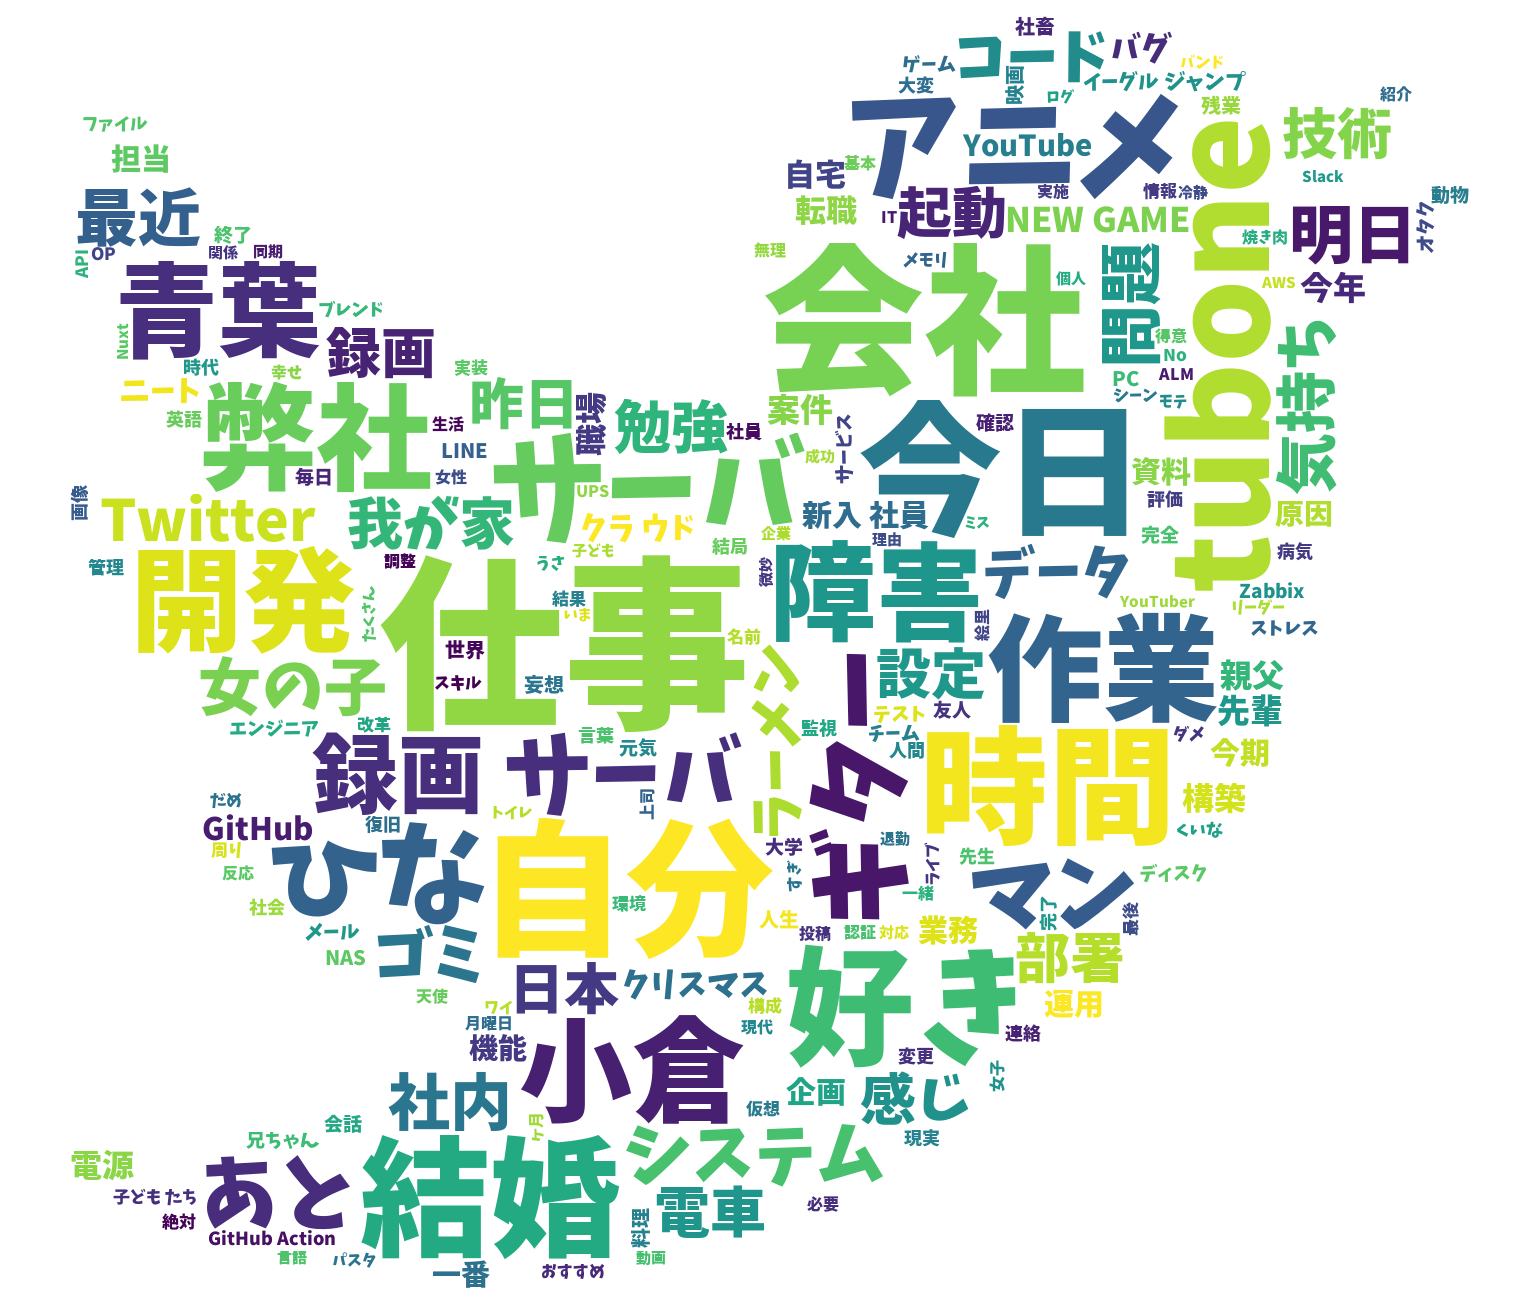 社畜
コード
バグ
ゲーム
大変
映画
バンド
イーグル ジャンプ
ログ
残業
紹介
ファイル
担当
アニメ
YouTube
技術
tubone
自宅
基本
実施
情報
冷静
Slack
動物
最近
転職
IT
起動
NEW GAME
明日
オタク
終了
API
OP
関係
同期
無理
メモリ
焼き肉
青葉
ブレンド
会社
個人
問題
AWS
今年
Nuxt
録画
得意
No
気持ち
時代
幸せ
実装
PC
ALM
ニート
弊社
昨日
職場
勉強
案件
シーン
モテ
英語
生活
社員
サービス
今日
確認
LINE
サーバ
成功
資料
毎日
女性
UPS
評価
画像
Twitter
我が家
クラウド
新入 社員
ミス
原因
企業
理由
完全
管理
調整
うさ
子ども
結局
障害
データ
病気
開発
仕事
微妙
たくさん
結果
いま
YouTuber
Zabbix
リーダー
名前
絵里
作業
ストレス
世界
女の子
スキル
妄想
ラーメン
ギター
設定
親父
先輩
エンジニア
改革
言葉
元気
監視
テスト
友人
チーム
人間
ダメ
録画
サーバ
時間
今期
構築
だめ
上司
GitHub
復旧
トイレ
退勤
くいな
周り
ひな
自分
大学
すき
ライブ
先生
反応
マン
ディスク
社会
環境
一緒
完了
最後
メール
ゴミ
人生
投稿
認証
対応
業務
NAS
部署
天使
日本
クリスマス
好き
運用
ワイ
構成
月曜日
現代
連絡
機能
小倉
変更
社内
企画
感じ
女子
会話
ヶ月
仮想
現実
兄ちゃん
システム
電源
あと
結婚
子ども たち
電車
必要
絶対
GitHub Action
料理
言語
パスタ
一番
おすすめ
動画